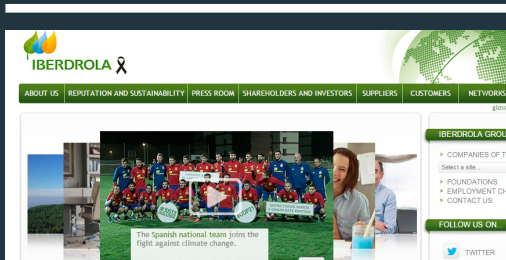 IBERDROLA
ABOUT US REPUTATION AND SUSTAINABILITY PRESS ROOM SHAREHOLDERS AND INVESTORS SUPPLIERS CUSTOMERS NETWORKS
glos
IBERDROLA GROU
COMPANIES OF T
Select a site...
FOUNDATIONS
EMPLOYMENT CH
CONTACT US
FOLLOW US ON...
TWITTER
The Spanish national team joins the
fight against climate change.